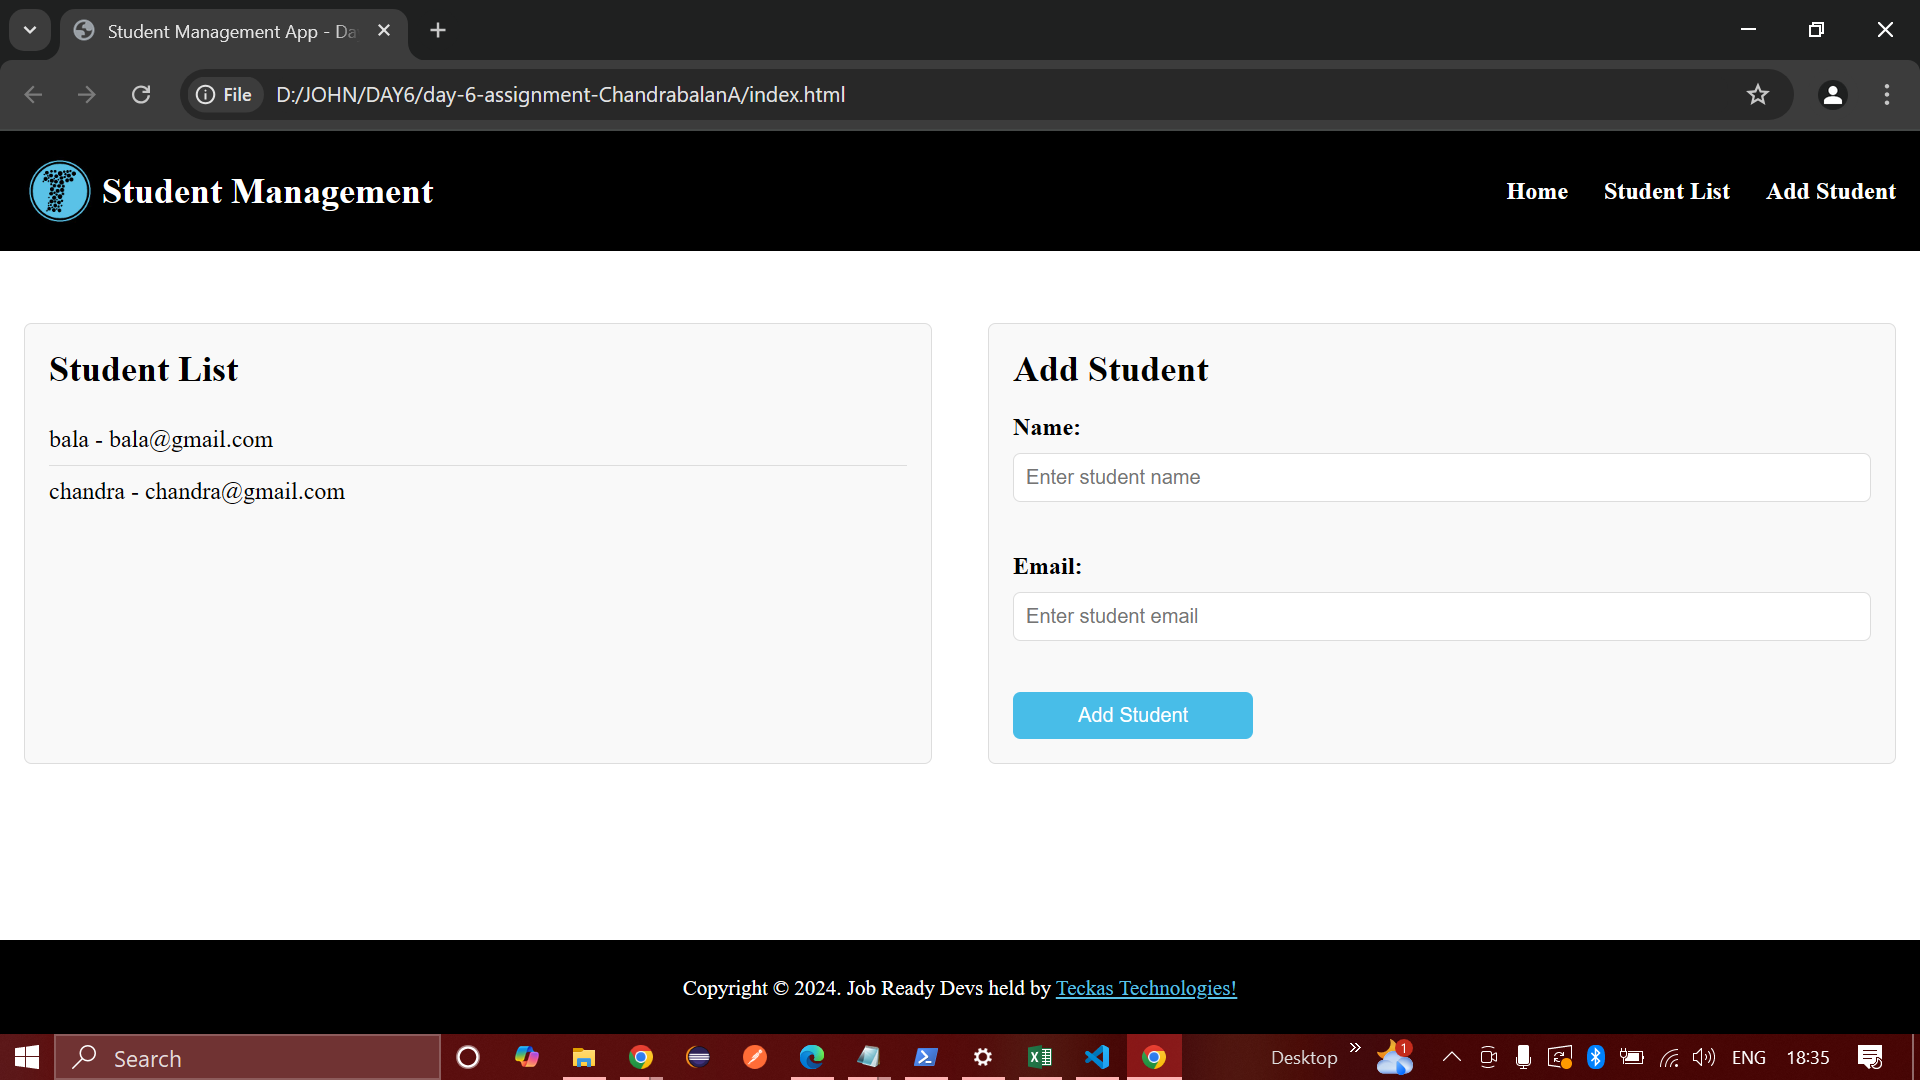 Student Management App - Da
File
D:/JOHN/DAY6/day-6-assignment-ChandrabalanA/index.html
T Student Management
Home Student List Add Student
Student List
bala - bala@gmail.com
chandra - chandra@gmail.com
Add Student
Name:
Enter student name
Email:
Enter student email
Add Student
Copyright © 2024. Job Ready Devs held by Teckas Technologies!
Search
Desktop
1
ENG
18:35